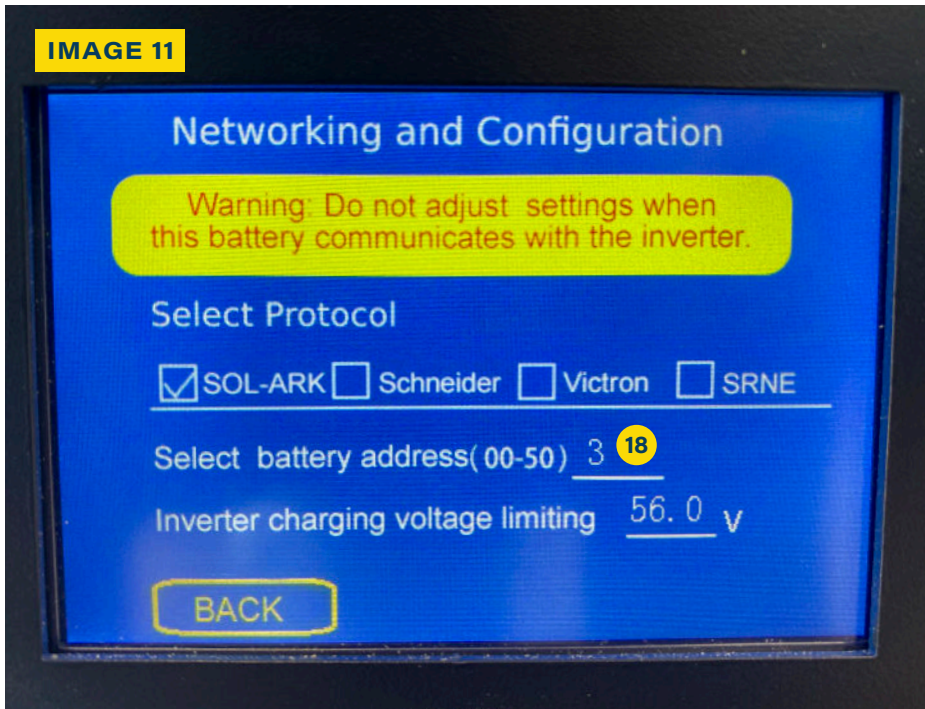 IMAGE 11
Networking and Configuration
Warning: Do not adjust settings when
this battery communicates with the inverter.
Select Protocol
SOL-ARK Schneider Victron SRNE
Select battery address(00-50) 3 18
Inverter charging voltage limiting 56.0 V
BACK